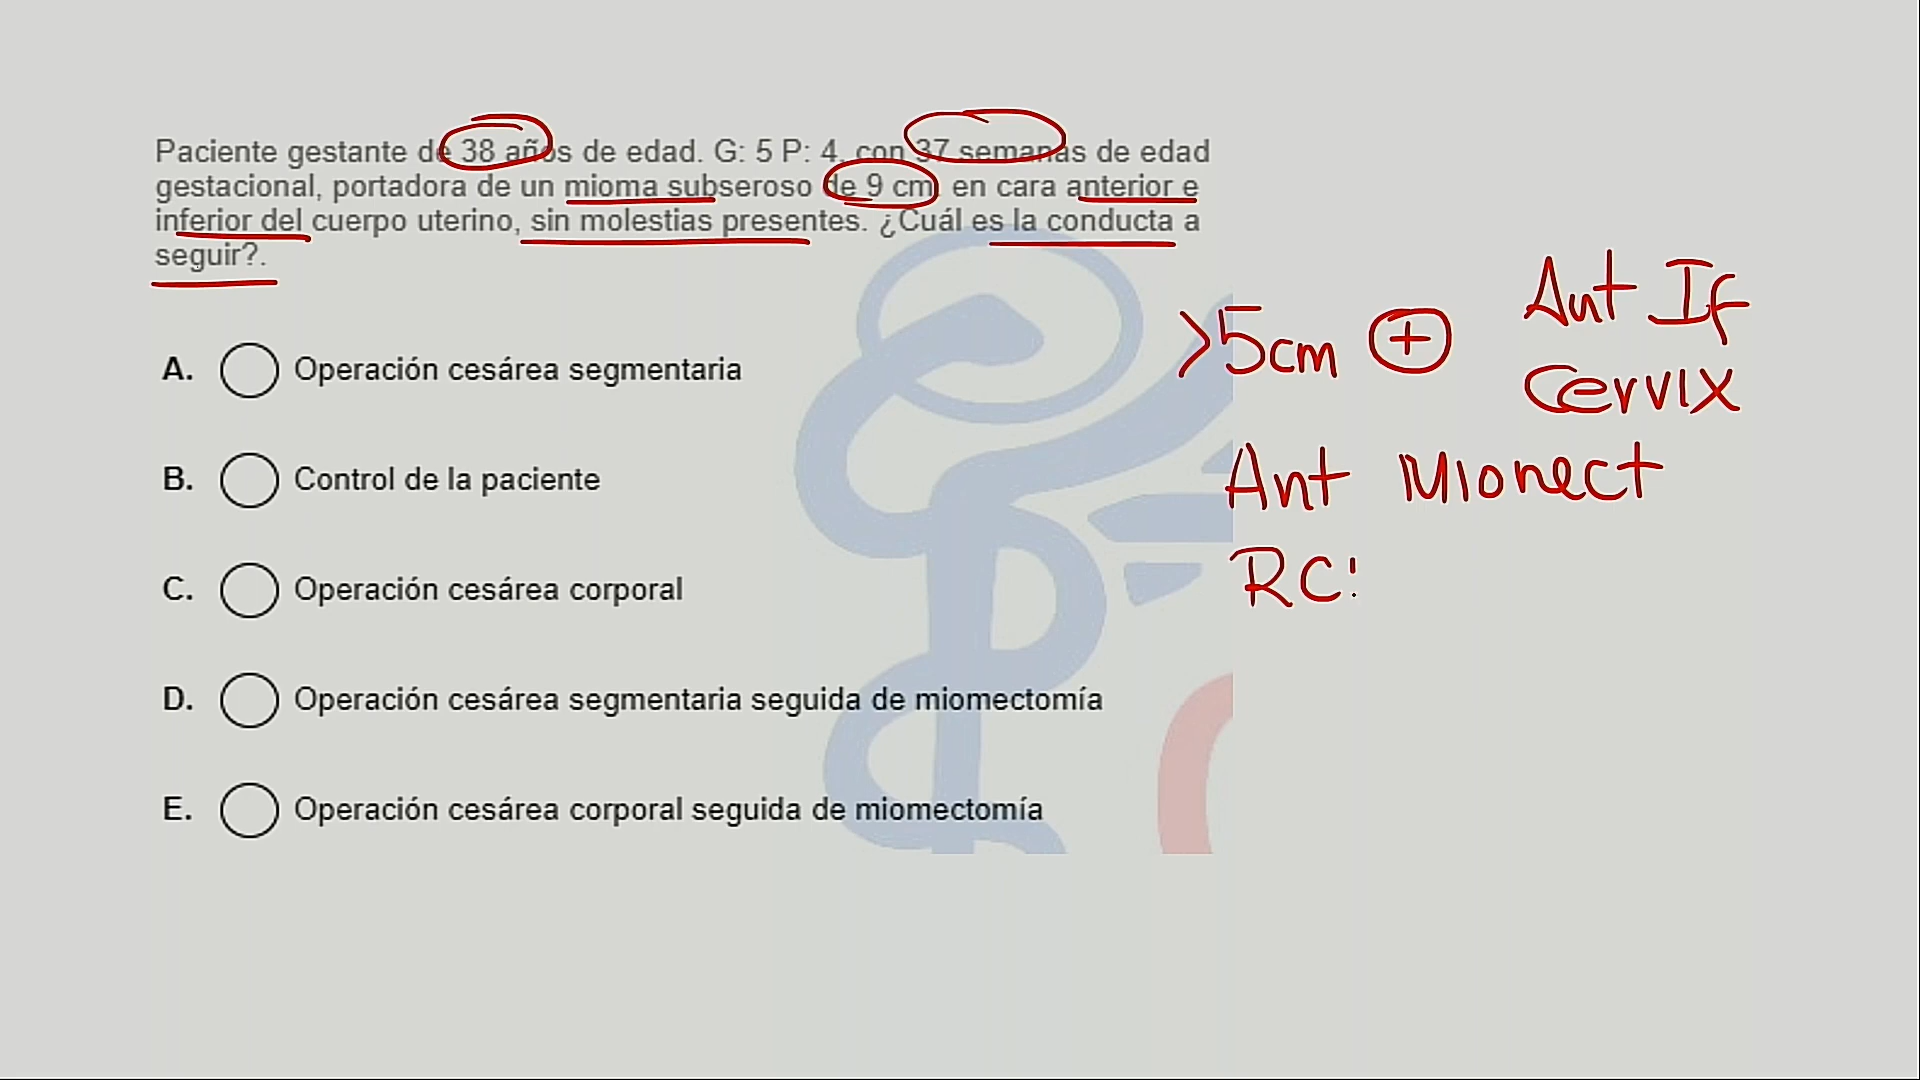 Paciente gestante de 38 años de edad. G: 5 P: 4, con 37 semanas de edad
gestacional, portadora de un mioma subseroso de 9 cm, en cara anterior e
inferior del cuerpo uterino, sin molestias presentes. ¿Cuál es la conducta a
seguir?.
A. Operación cesárea segmentaria
B. Control de la paciente
C. Operación cesárea corporal
D. Operación cesárea segmentaria seguida de miomectomía
E. Operación cesárea corporal seguida de miomectomía
>5cm + Ant If
Cervix
Ant Mionect
RC: